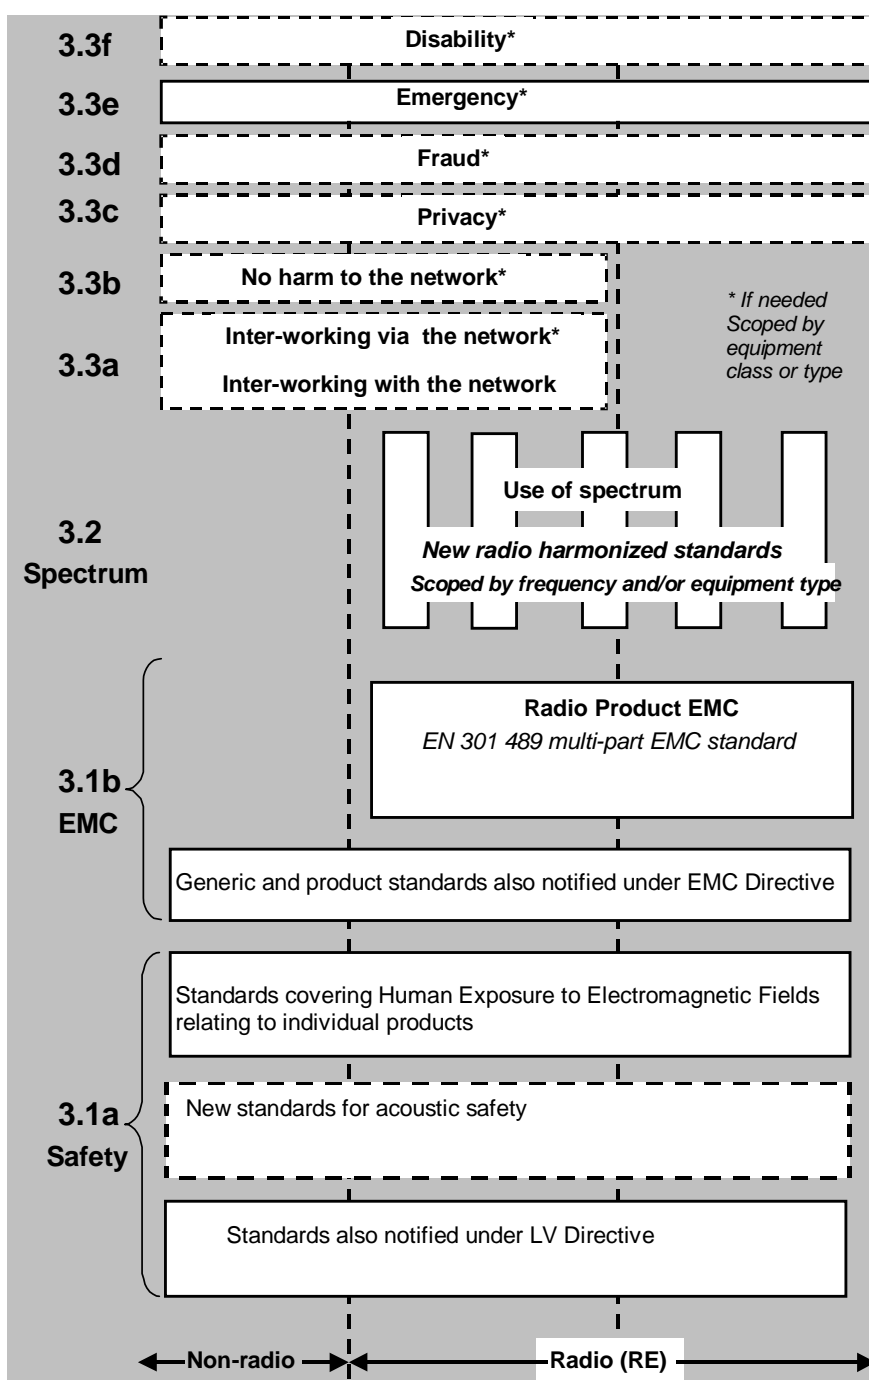 3.3f
Disability*
3.3e
Emergency*
3.3d
Fraud*
3.3c
Privacy*
3.3b
No harm to the network*
3.3a
Inter-working via the network*
Inter-working with the network
* If needed
Scoped by
equipment
class or type
3.2
Spectrum
Use of spectrum
New radio harmonized standards
Scoped by frequency and/or equipment type
3.1b
EMC
Radio Product EMC
EN 301 489 multi-part EMC standard
Generic and product standards also notified under EMC Directive
3.1a
Safety
Standards covering Human Exposure to Electromagnetic Fields
relating to individual products
New standards for acoustic safety
Standards also notified under LV Directive
Non-radio
Radio (RE)